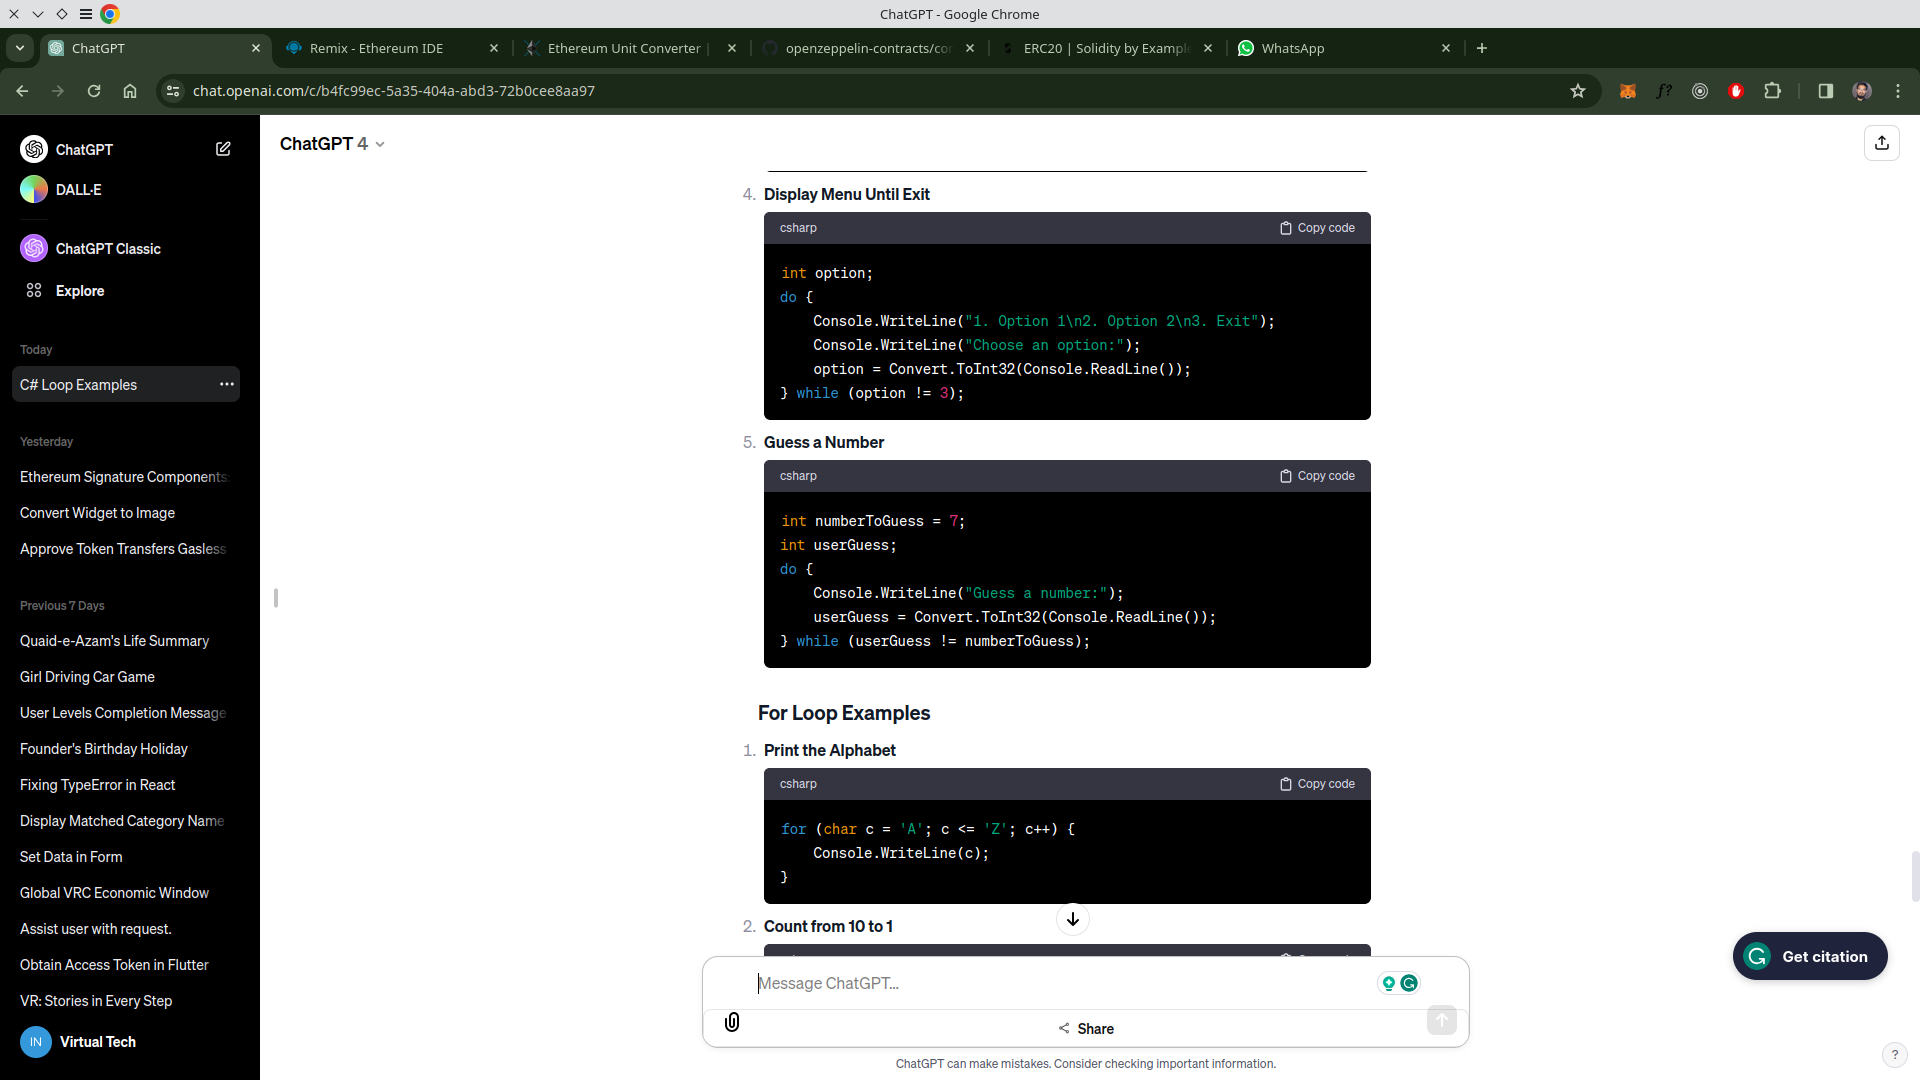 ChatGPT - Google Chrome
ChatGPT
Remix - Ethereum IDE
Ethereum Unit Converter |
openzeppelin-contracts/co
ERC20 | Solidity by Exampl
WhatsApp
chat.openai.com/c/b4fc99ec-5a35-404a-abd3-72b0cee8aa97
f?
ChatGPT
DALL·E
ChatGPT Classic
Explore
Today
C# Loop Examples
Yesterday
Ethereum Signature Components:
Convert Widget to Image
Approve Token Transfers Gasless
Previous 7 Days
Quaid-e-Azam's Life Summary
Girl Driving Car Game
User Levels Completion Message
Founder's Birthday Holiday
Fixing TypeError in React
Display Matched Category Name
Set Data in Form
Global VRC Economic Window
Assist user with request.
Obtain Access Token in Flutter
VR: Stories in Every Step
IN
Virtual Tech
ChatGPT 4
4. Display Menu Until Exit
csharp
Copy code
int option;
do {
    Console.WriteLine("1. Option 1\n2. Option 2\n3. Exit");
    Console.WriteLine("Choose an option:");
    option = Convert.ToInt32(Console.ReadLine());
} while (option != 3);
5. Guess a Number
csharp
Copy code
int numberToGuess = 7;
int userGuess;
do {
    Console.WriteLine("Guess a number:");
    userGuess = Convert.ToInt32(Console.ReadLine());
} while (userGuess != numberToGuess);
For Loop Examples
1. Print the Alphabet
csharp
Copy code
for (char c = 'A'; c <= 'Z'; c++) {
    Console.WriteLine(c);
}
2. Count from 10 to 1
Message ChatGPT...
Share
ChatGPT can make mistakes. Consider checking important information.
Get citation
?